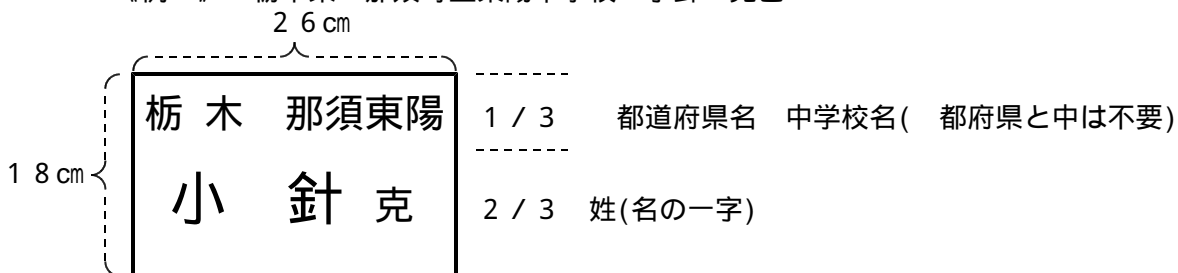 ２６㎝
栃 木　那須東陽　１／３　都道府県名　中学校名(　都府県と中は不要)
１８㎝
小　針 克　２／３　姓(名の一字)